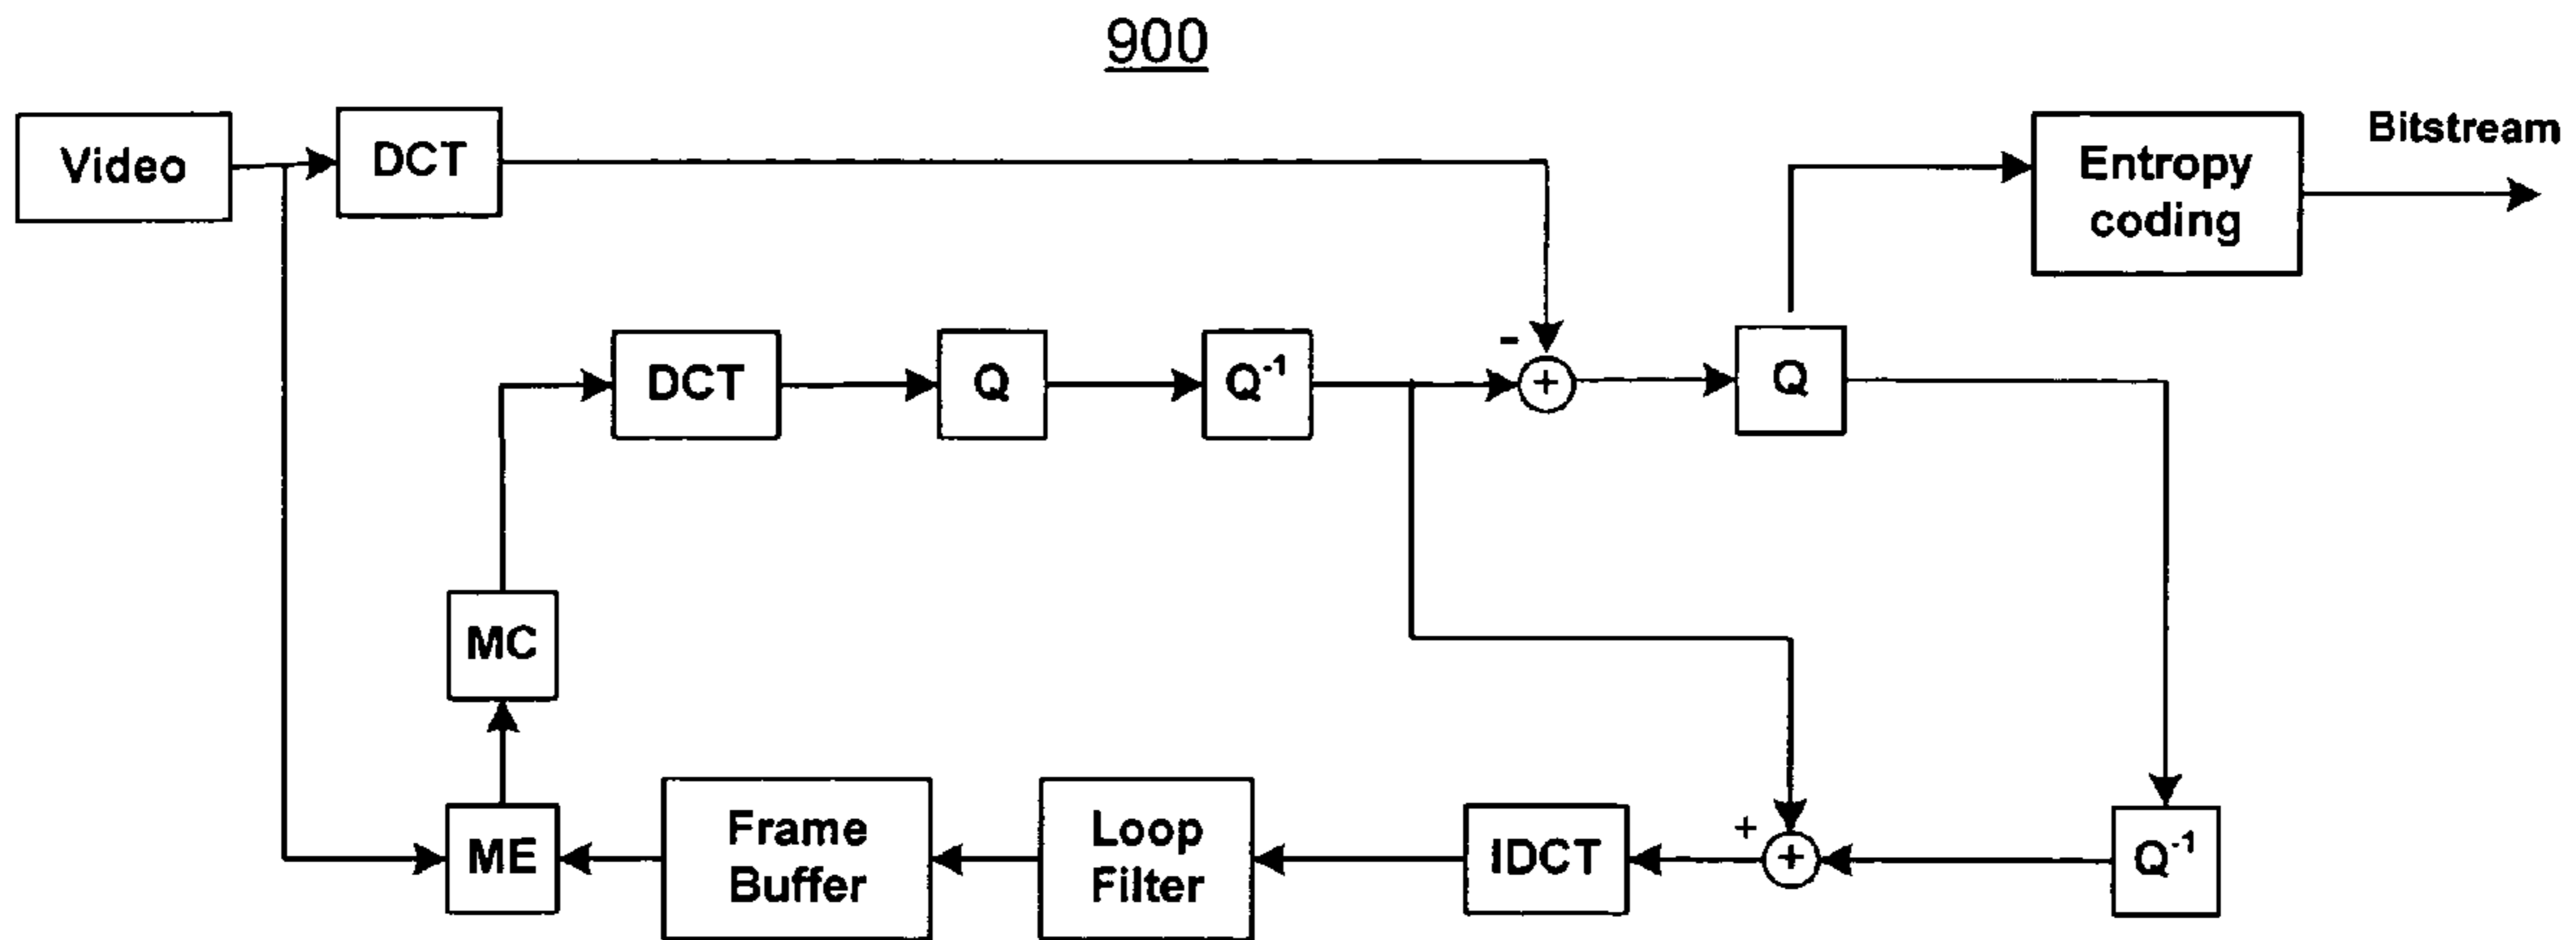 900
Video
DCT
Entropy
coding
Bitstream
DCT
Q
Q⁻¹
-
+
Q
MC
ME
Frame
Buffer
Loop
Filter
IDCT
+
+
Q⁻¹